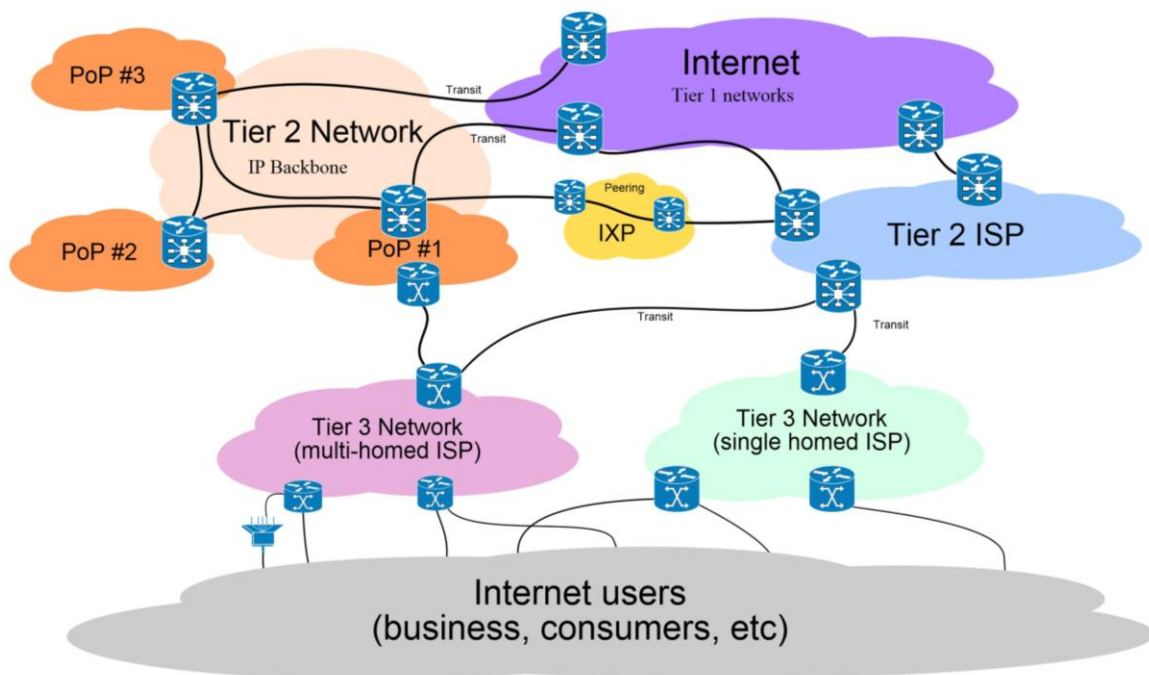 PoP #3
Internet
Tier 1 networks
Transit
Tier 2 Network
IP Backbone
Transit
Peering
IXP
Tier 2 ISP
PoP #2
PoP #1
Transit
Transit
Tier 3 Network
(multi-homed ISP)
Tier 3 Network
(single homed ISP)
Internet users
(business, consumers, etc)